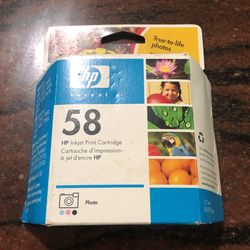 True-to-life
photos
hp
invent
58
HP Inkjet Print Cartridge
Cartouche d'impression
à jet d'encre HP
Photo